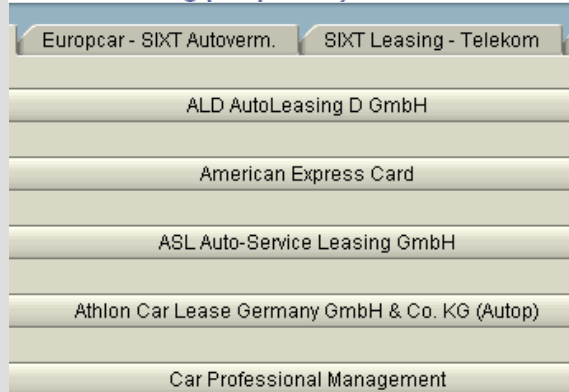 Europcar - SIXT Autoverm. SIXT Leasing - Telekom
ALD AutoLeasing D GmbH
American Express Card
ASL Auto-Service Leasing GmbH
Athlon Car Lease Germany GmbH & Co. KG (Autop)
Car Professional Management